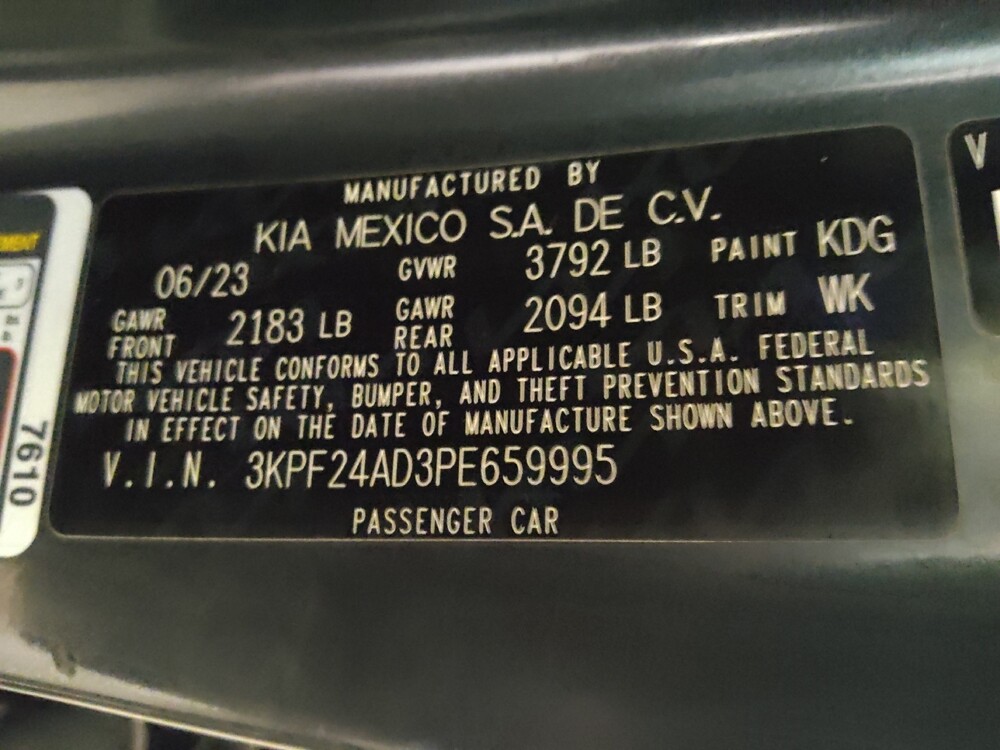 MANUFACTURED BY
KIA MEXICO S.A. DE C.V.
06/23 GVWR 3792 LB PAINT KDG
GAWR FRONT 2183 LB GAWR REAR 2094 LB TRIM WK
THIS VEHICLE CONFORMS TO ALL APPLICABLE U.S.A. FEDERAL
MOTOR VEHICLE SAFETY, BUMPER, AND THEFT PREVENTION STANDARDS
IN EFFECT ON THE DATE OF MANUFACTURE SHOWN ABOVE.
V.I.N. 3KPF24AD3PE659995
PASSENGER CAR
7610
V